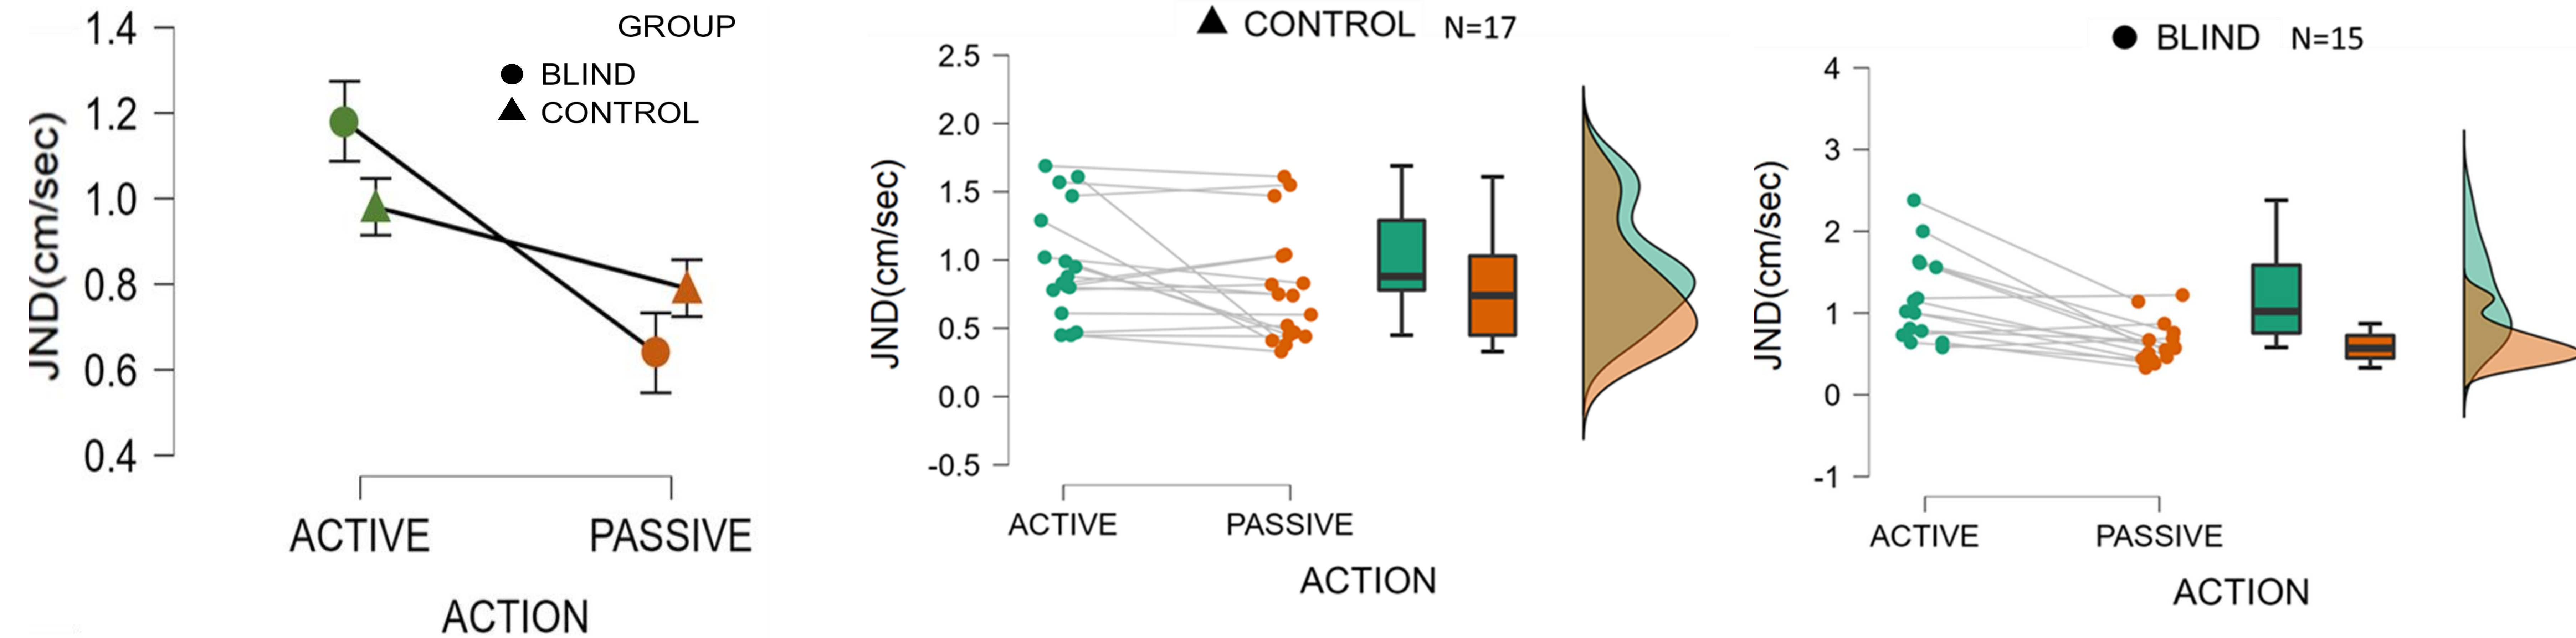 GROUP
BLIND
CONTROL
JND(cm/sec)
1.4
1.2
1.0
0.8
0.6
0.4
ACTIVE PASSIVE
ACTION
CONTROL N=17
JND(cm/sec)
2.5
2.0
1.5
1.0
0.5
0.0
-0.5
ACTIVE PASSIVE
ACTION
BLIND N=15
JND(cm/sec)
4
3
2
1
0
-1
ACTIVE PASSIVE
ACTION